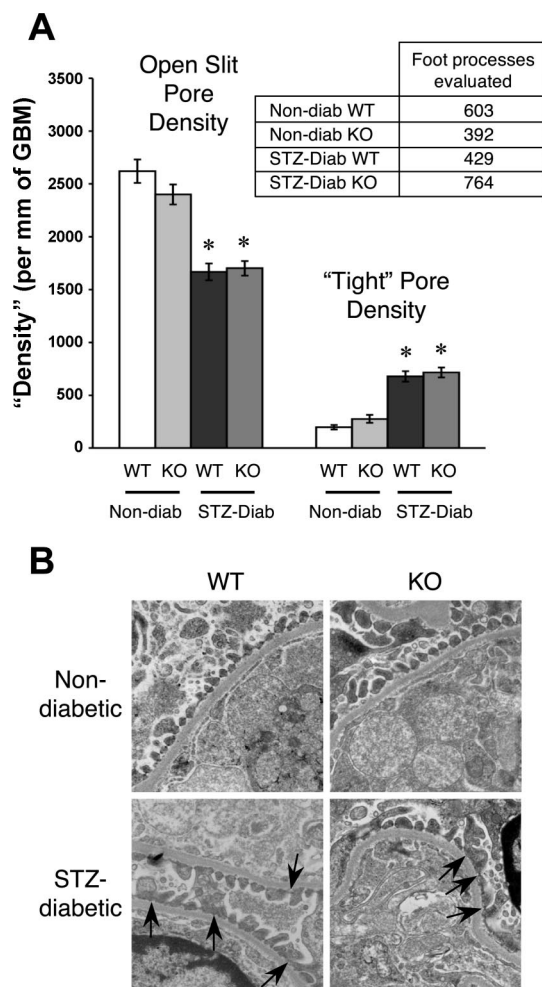 A
Open Slit
Pore
Density
Foot processes
evaluated
Non-diab WT 603
Non-diab KO 392
STZ-Diab WT 429
STZ-Diab KO 764
“Density” (per mm of GBM)
3500
3000
2500
2000
1500
1000
500
0
* *
“Tight” Pore
Density
* *
WT KO WT KO WT KO WT KO
Non-diab STZ-Diab Non-diab STZ-Diab
B
WT KO
Non-
diabetic
STZ-
diabetic